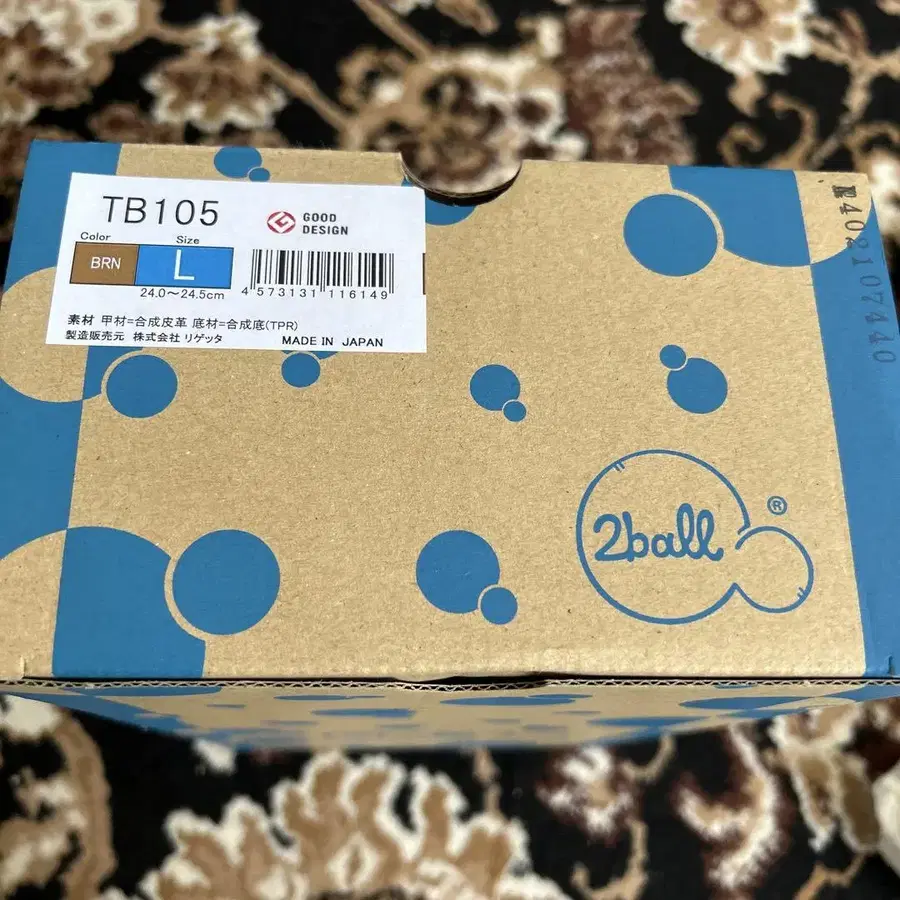 TB105
GOOD
DESIGN
Color
Size
BRN
L
24.0～24.5cm
4 573131 116149
素材 甲材=合成皮革 底材=合成底(TPR)
製造販売元 株式会社 リゲッタ
MADE IN JAPAN
2ball
®